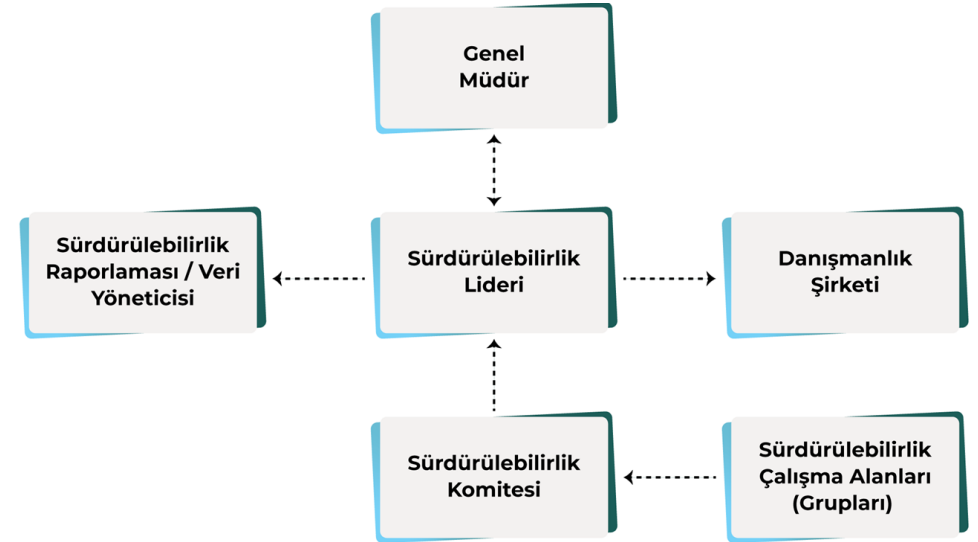 Genel
Müdür
Sürdürülebilirlik
Raporlaması / Veri
Yöneticisi
Sürdürülebilirlik
Lideri
Danışmanlık
Şirketi
Sürdürülebilirlik
Komitesi
Sürdürülebilirlik
Çalışma Alanları
(Grupları)